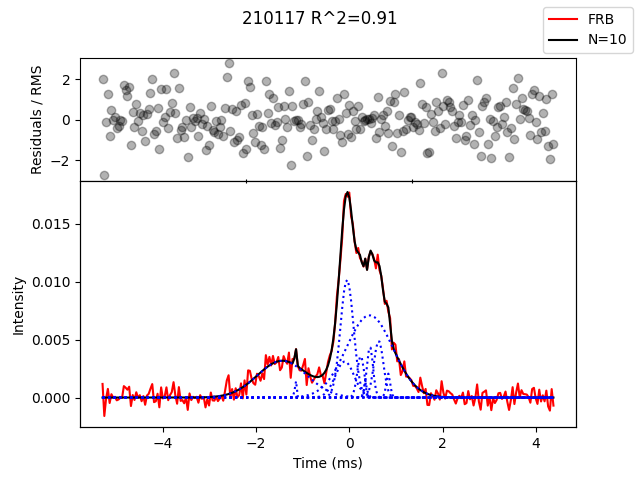 210117 R^2=0.91
FRB
N=10
Residuals / RMS
2
0
−2
Intensity
0.015
0.010
0.005
0.000
−4
−2
0
2
4
Time (ms)